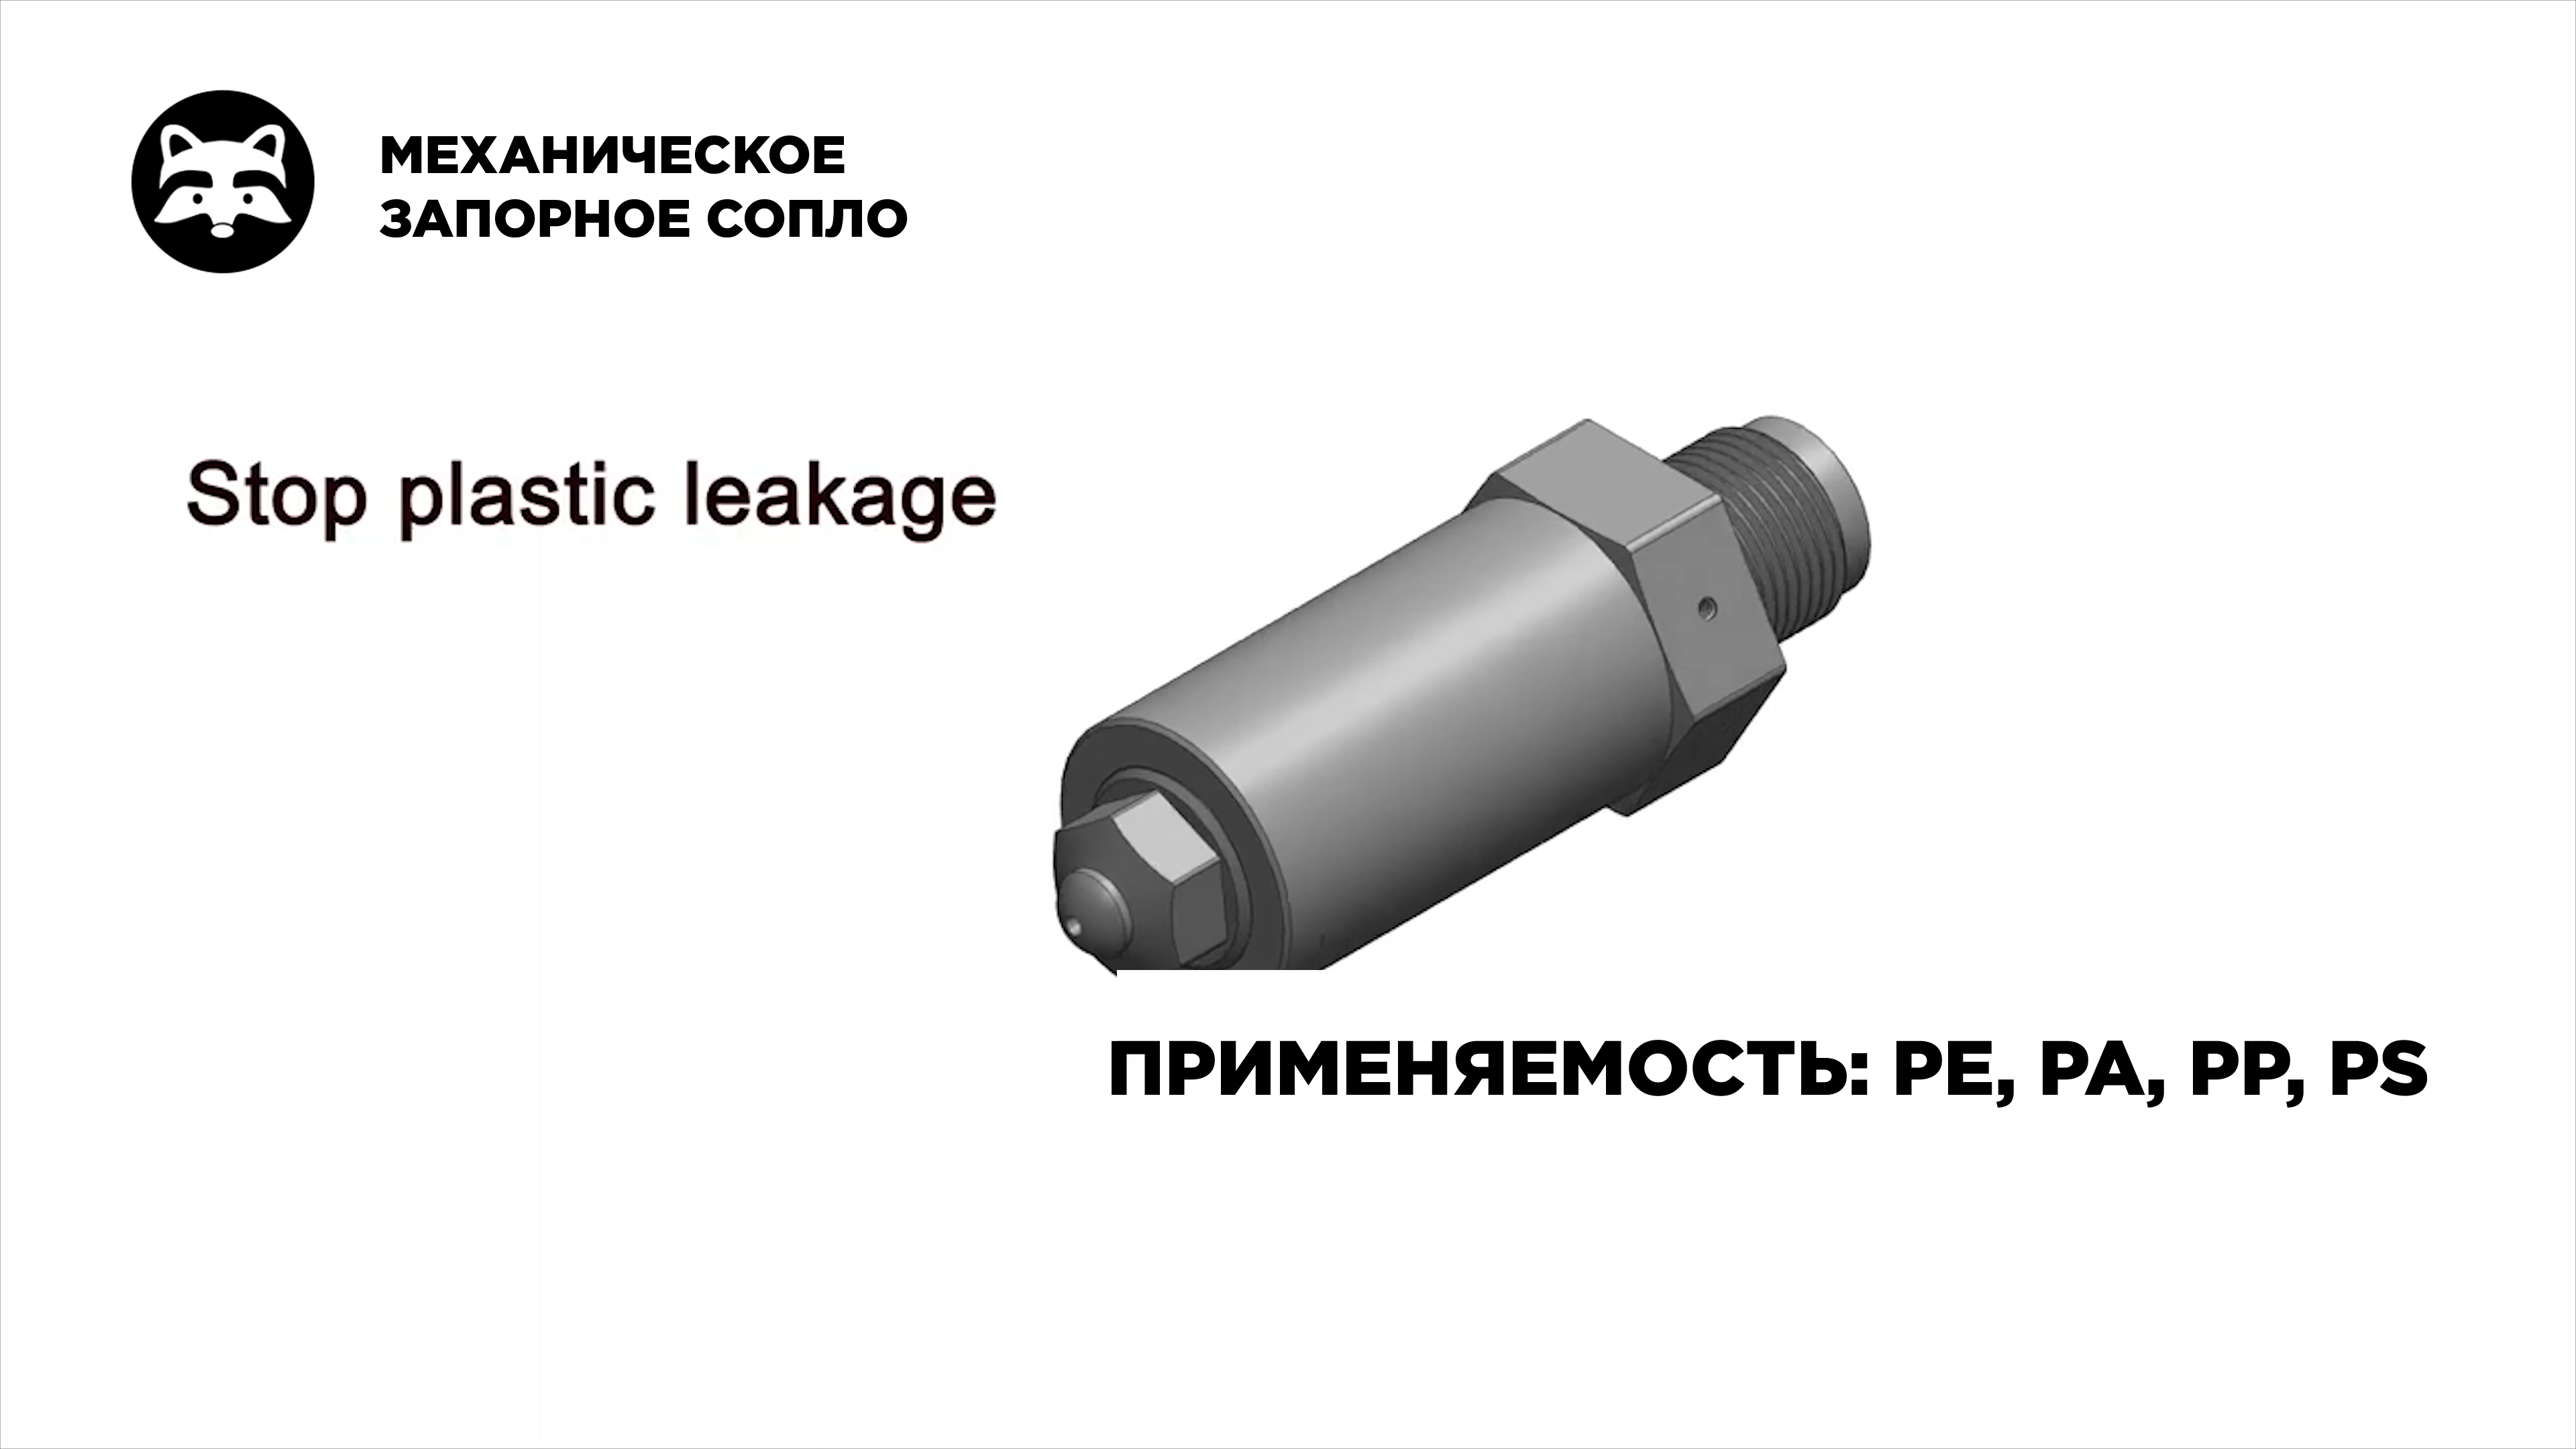 МЕХАНИЧЕСКОЕ
ЗАПОРНОЕ СОПЛО
Stop plastic leakage
ПРИМЕНЯЕМОСТЬ: PE, PA, PP, PS